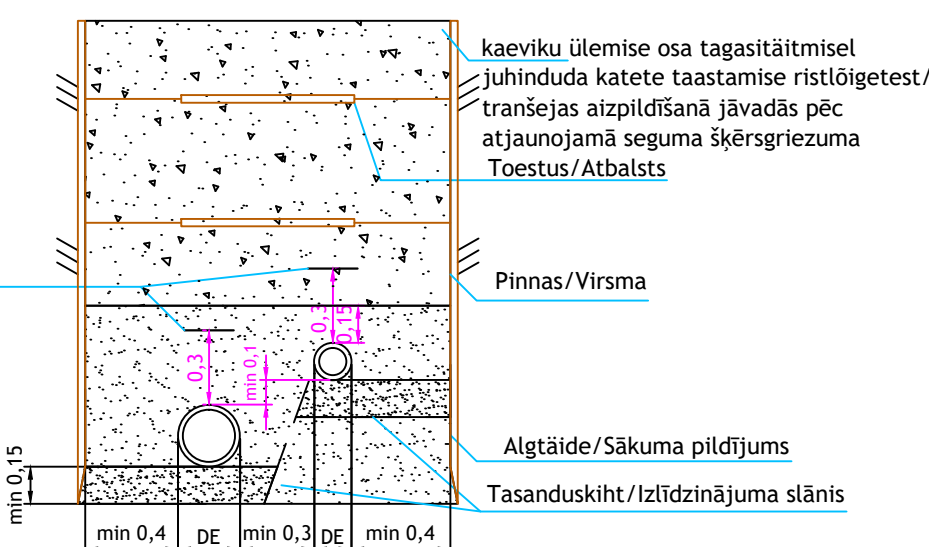 kaeviku ülemise osa tagasitäitmisel
juhinduda katete taastamise ristlõigetest/
tranšejas aizpildīšanā jāvadās pēc
atjaunojamā seguma šķērsgriezuma
Toestus/Atbalsts
Pinnas/Virsma
0,3
0,15
0,3
min 0,1
Algtäide/Sākuma pildījums
min 0,15
Tasanduskiht/Izlīdzinājuma slānis
min 0,4 DE min 0,3 DE min 0,4